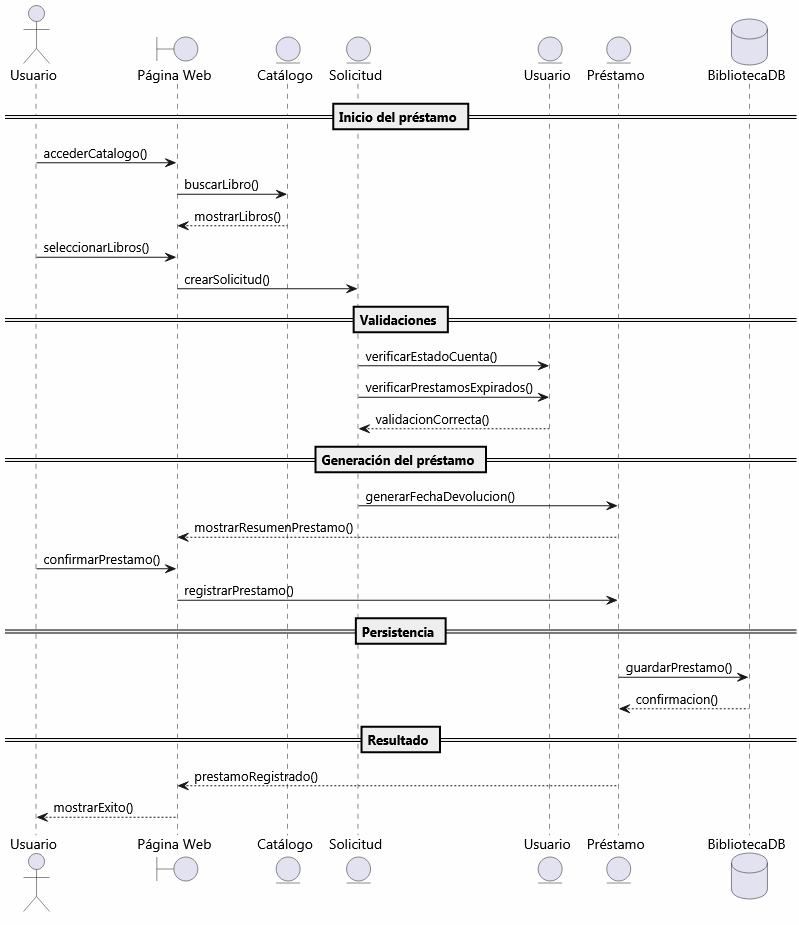 Usuario Página Web Catálogo Solicitud Usuario Préstamo BibliotecaDB
Inicio del préstamo
accederCatalogo()
buscarLibro()
mostrarLibros()
seleccionarLibros()
crearSolicitud()
Validaciones
verificarEstadoCuenta()
verificarPrestamosExpirados()
validacionCorrecta()
Generación del préstamo
generarFechaDevolucion()
mostrarResumenPrestamo()
confirmarPrestamo()
registrarPrestamo()
Persistencia
guardarPrestamo()
confirmacion()
Resultado
prestamoRegistrado()
mostrarExito()
Usuario Página Web Catálogo Solicitud Usuario Préstamo BibliotecaDB